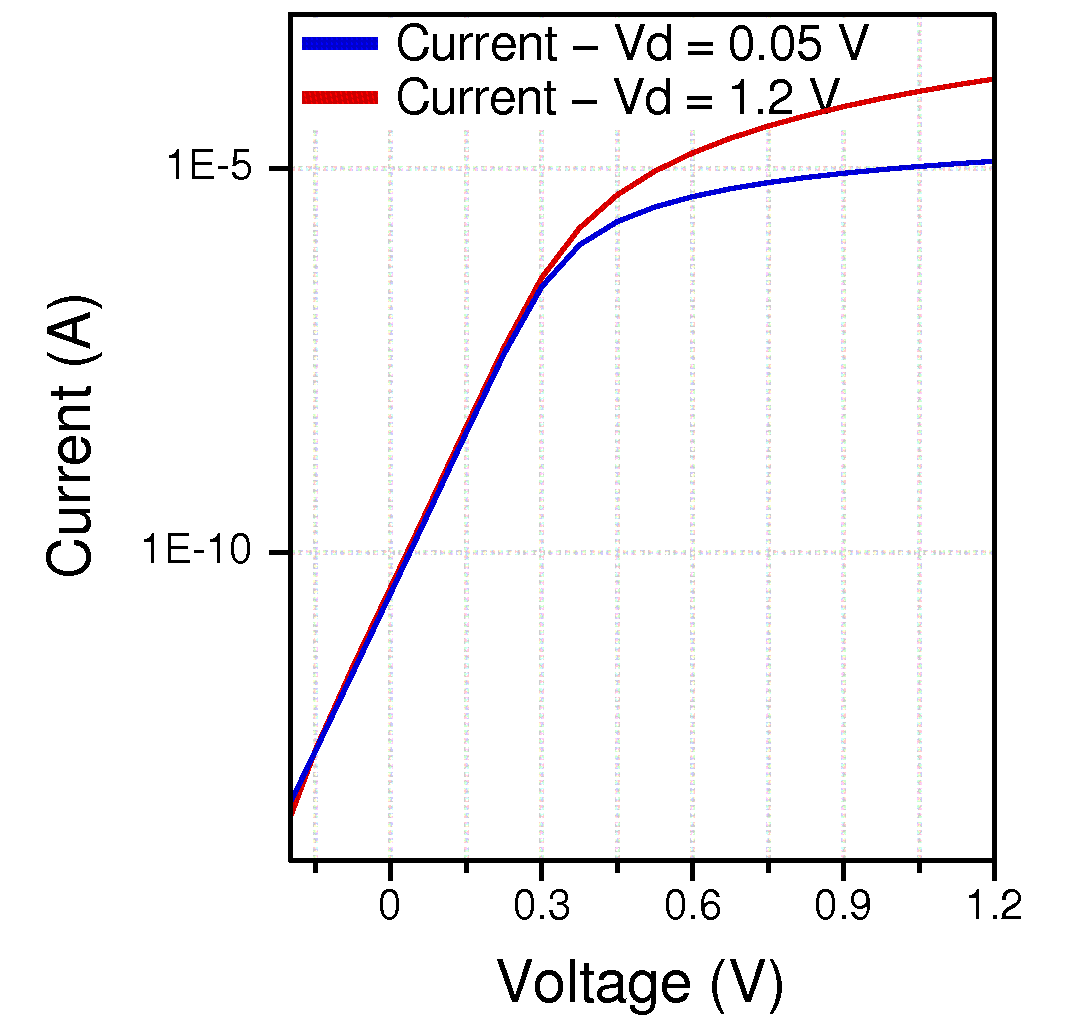 Current – Vd = 0.05 V
Current – Vd = 1.2 V
1E-5
1E-10
Current (A)
0 0.3 0.6 0.9 1.2
Voltage (V)